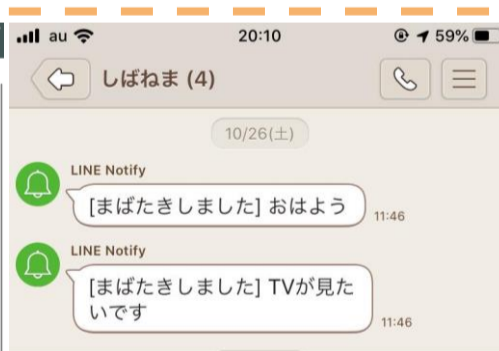 au 20:10 59%
しばねま (4)
10/26(土)
LINE Notify
[まばたきしました] おはよう
11:46
LINE Notify
[まばたきしました] TVが見た
いです
11:46